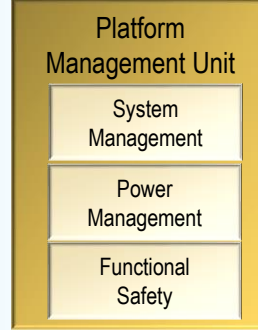 Platform
Management Unit
System
Management
Power
Management
Functional
Safety